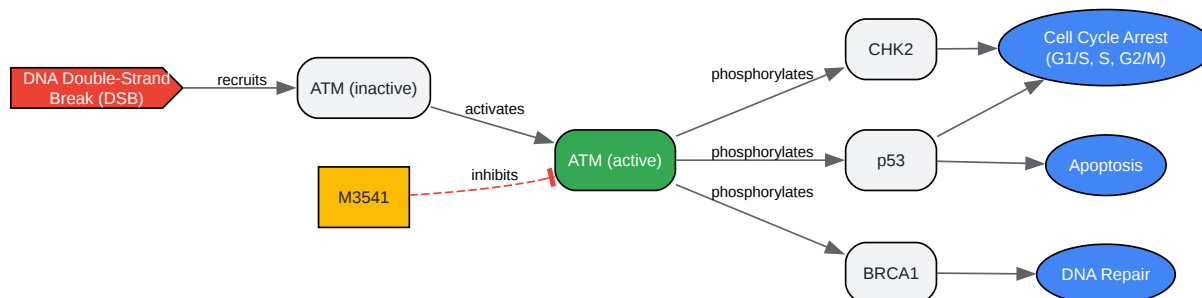 DNA Double-Strand
Break (DSB)
recruits
ATM (inactive)
activates
M3541
inhibits
ATM (active)
phosphorylates
phosphorylates
phosphorylates
CHK2
p53
BRCA1
Cell Cycle Arrest
(G1/S, S, G2/M)
Apoptosis
DNA Repair